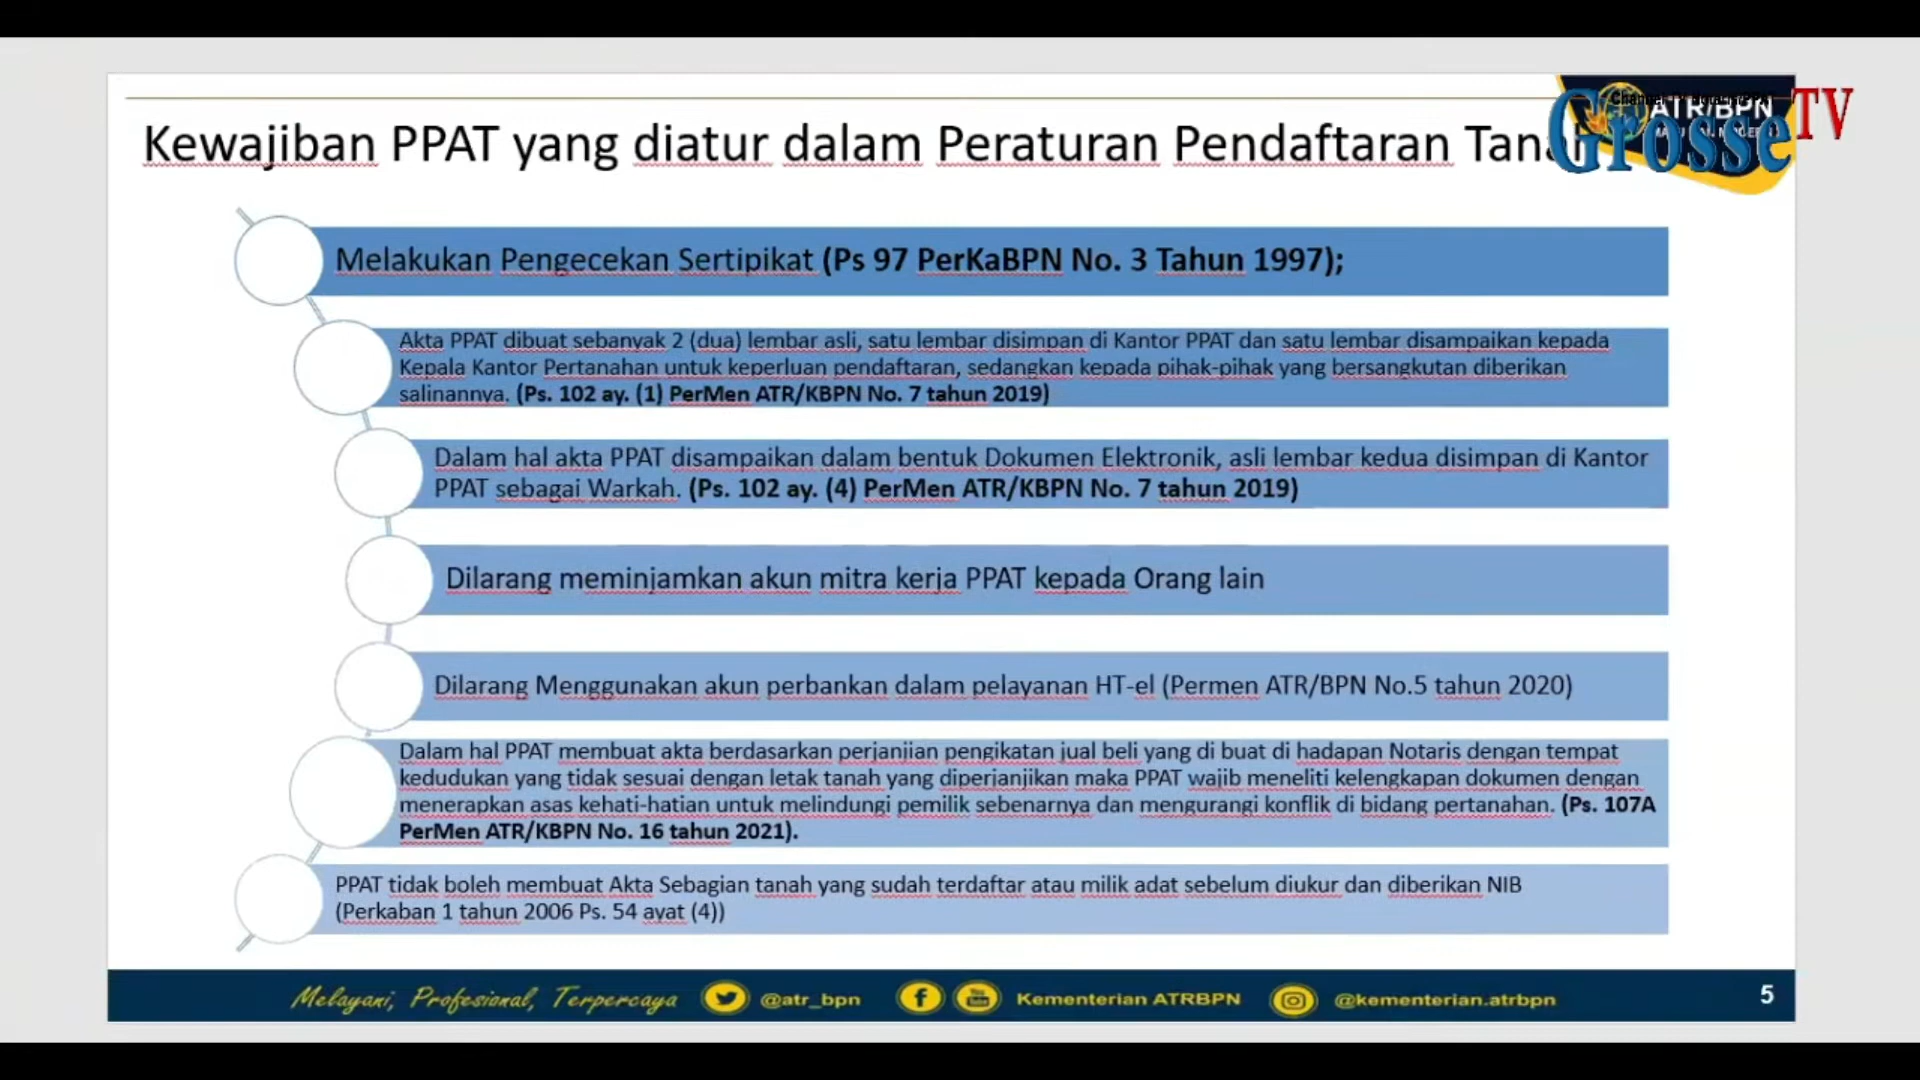 Kewajiban PPAT yang diatur dalam Peraturan Pendaftaran
ATR/BPN
Grosse TV
Melakukan Pengecekan Sertipikat (Ps 97 PerKaBPN No. 3 Tahun 1997);
Akta PPAT dibuat sebanyak 2 (dua) lembar asli, satu lembar disimpan di Kantor PPAT dan satu lembar disampaikan kepada
Kepala Kantor Pertanahan untuk keperluan pendaftaran, sedangkan kepada pihak-pihak yang bersangkutan diberikan
salinannya. (Ps. 102 ay. (1) PerMen ATR/KBPN No. 7 tahun 2019)
Dalam hal akta PPAT disampaikan dalam bentuk Dokumen Elektronik, asli lembar kedua disimpan di Kantor
PPAT sebagai Warkah. (Ps. 102 ay. (4) PerMen ATR/KBPN No. 7 tahun 2019)
Dilarang meminjamkan akun mitra kerja PPAT kepada Orang lain
Dilarang Menggunakan akun perbankan dalam pelayanan HT-el (Permen ATR/BPN No.5 tahun 2020)
Dalam hal PPAT membuat akta berdasarkan perjanjian pengikatan jual beli yang di buat di hadapan Notaris dengan tempat
kedudukan yang tidak sesuai dengan letak tanah yang diperjanjikan maka PPAT wajib meneliti kelengkapan dokumen dengan
menerapkan asas kehati-hatian untuk melindungi pemilik sebenarnya dan mengurangi konflik di bidang pertanahan. (Ps. 107A
PerMen ATR/KBPN No. 16 tahun 2021).
PPAT tidak boleh membuat Akta Sebagian tanah yang sudah terdaftar atau milik adat sebelum diukur dan diberikan NIB
(Perkaban 1 tahun 2006 Ps. 54 ayat (4))
Melayani, Profesional, Terpercaya @atr_bpn Kementerian ATRBPN @kementerian.atrbpn 5